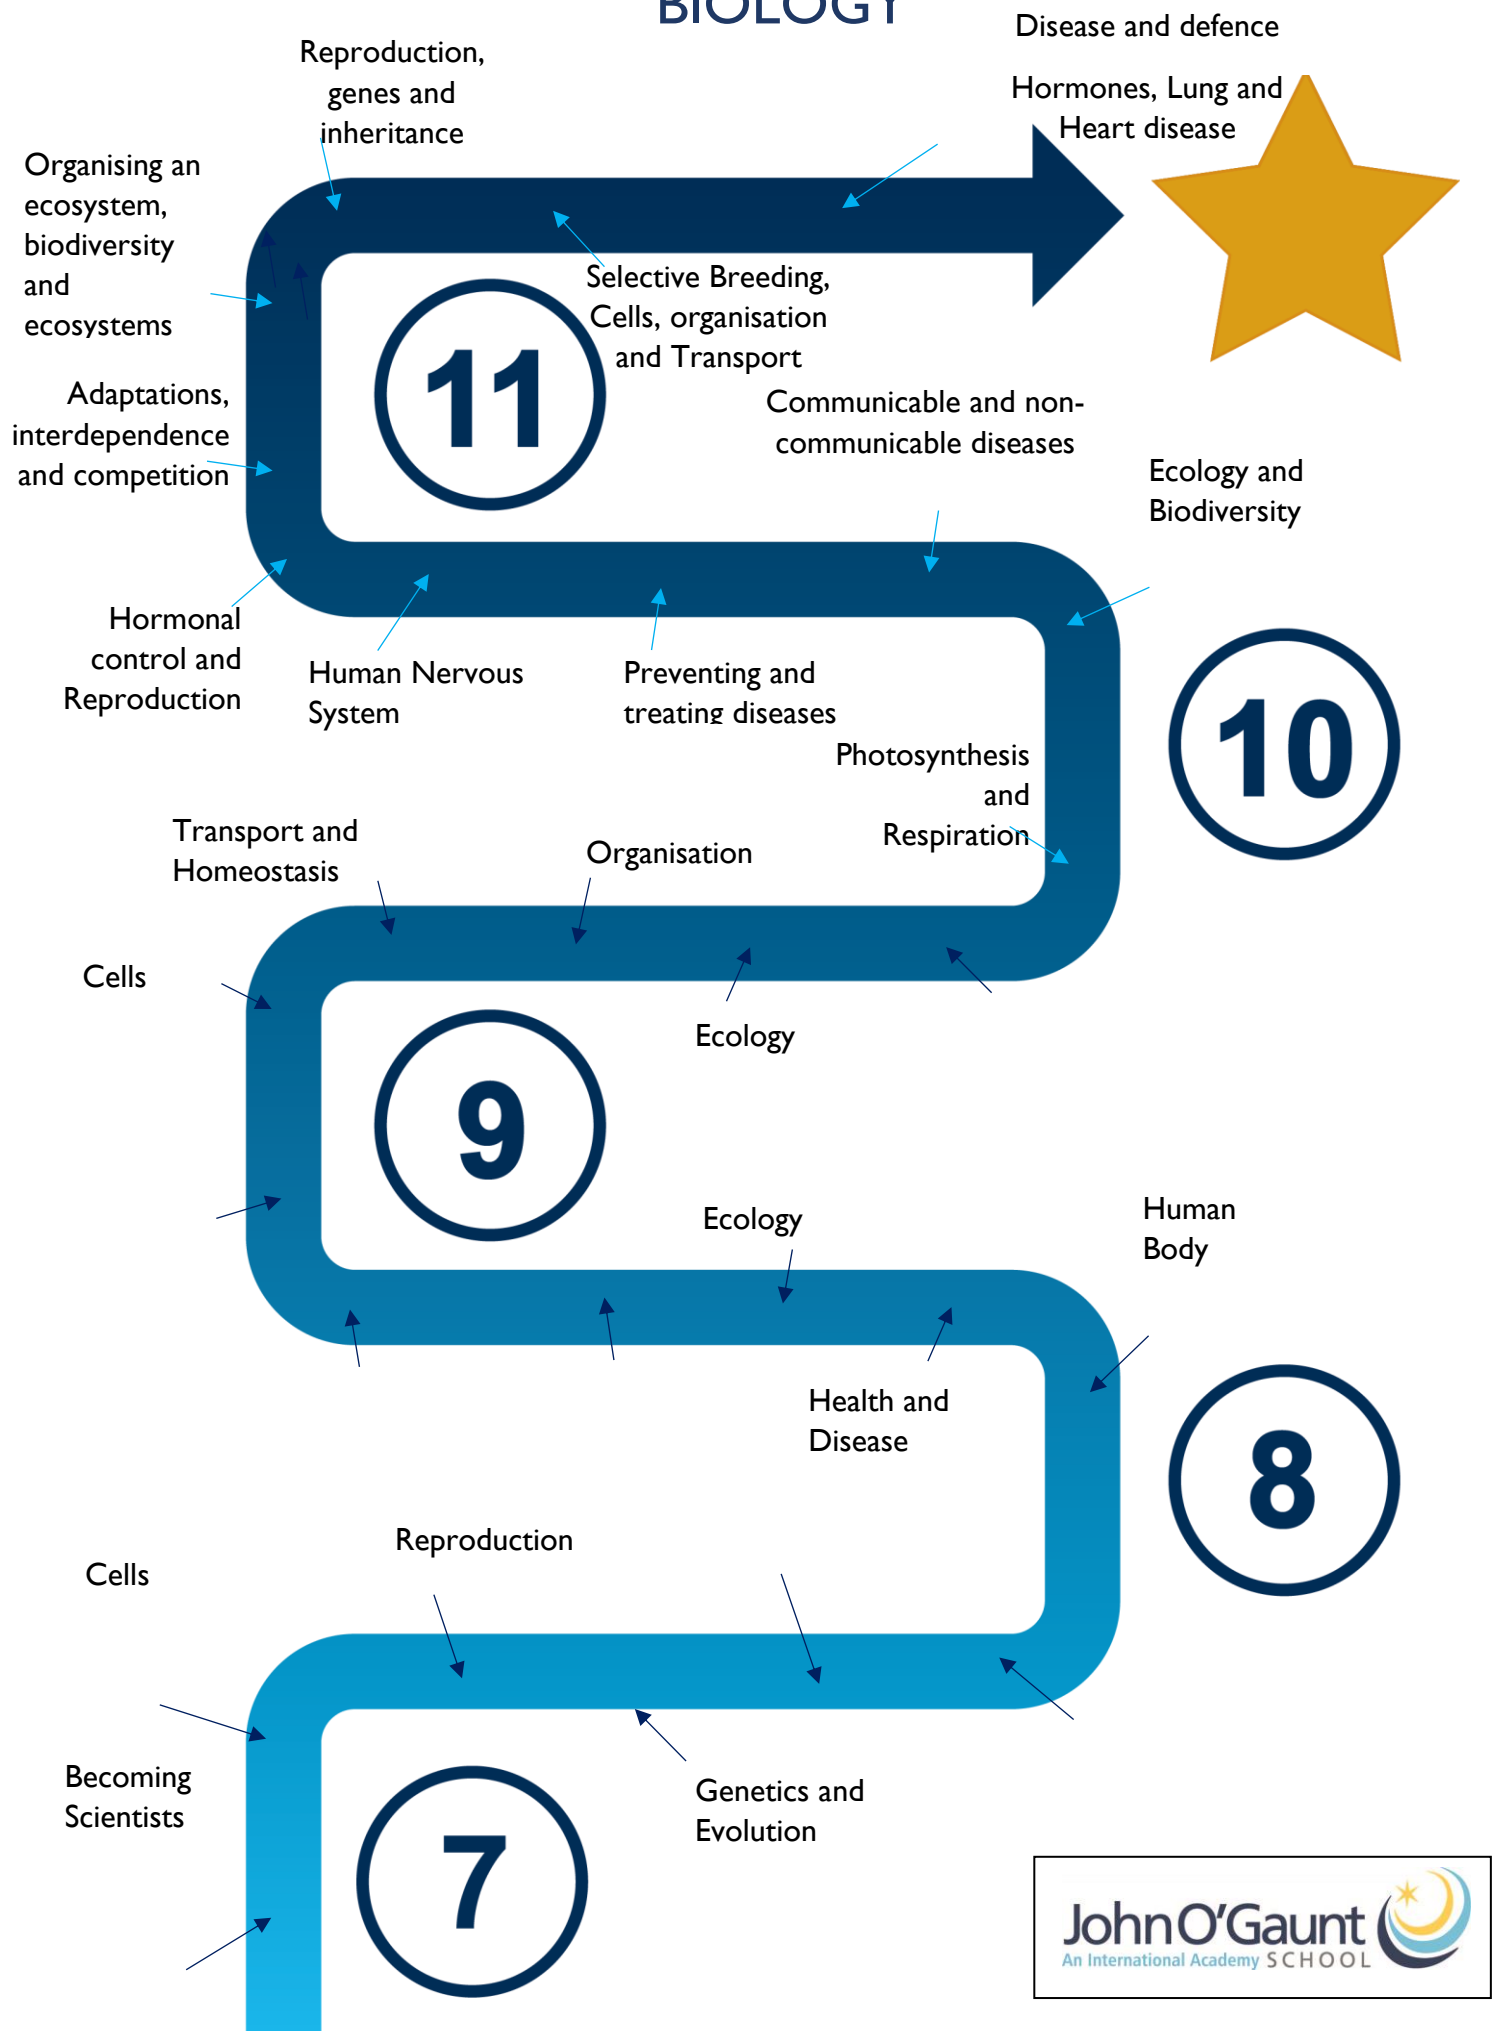 BIOLOGY
Disease and defence
Hormones, Lung and
Heart disease
Reproduction,
genes and
inheritance
Organising an
ecosystem,
biodiversity
and
ecosystems
Selective Breeding,
Cells, organisation
and Transport
11
Adaptations,
interdependence
and competition
Communicable and non-
communicable diseases
Ecology and
Biodiversity
Hormonal
control and
Reproduction
Human Nervous
System
Preventing and
treating diseases
10
Photosynthesis
and
Respiration
Transport and
Homeostasis
Organisation
Cells
Ecology
9
Ecology
Human
Body
Health and
Disease
8
Reproduction
Cells
Becoming
Scientists
Genetics and
Evolution
7
John O'Gaunt
An International Academy SCHOOL